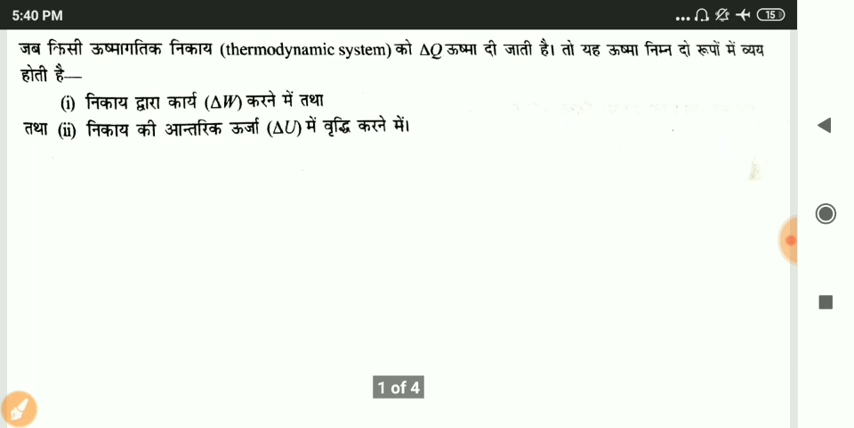 5:40 PM
15
जब किसी ऊष्मागतिक निकाय (thermodynamic system) को ΔQ ऊष्मा दी जाती है। तो यह ऊष्मा निम्न दो रूपों में व्यय
होती है—
(i) निकाय द्वारा कार्य (ΔW) करने में तथा
तथा (ii) निकाय की आन्तरिक ऊर्जा (ΔU) में वृद्धि करने में।
1 of 4